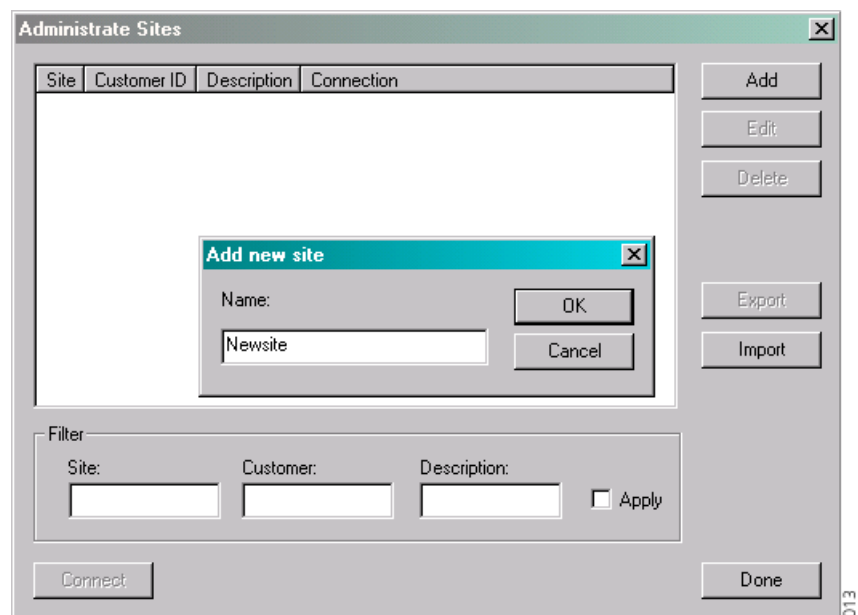 Administrate Sites
Site Customer ID Description Connection
Add
Edit
Delete
Add new site
Name:
OK
Newsite
Cancel
Export
Import
Filter
Site: Customer: Description:
Apply
Connect
Done